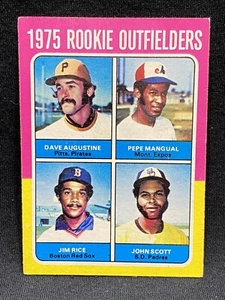 1975 ROOKIE OUTFIELDERS
DAVE AUGUSTINE
Pitts. Pirates
PEPE MANGUAL
Mont. Expos
JIM RICE
Boston Red Sox
JOHN SCOTT
S.D. Padres